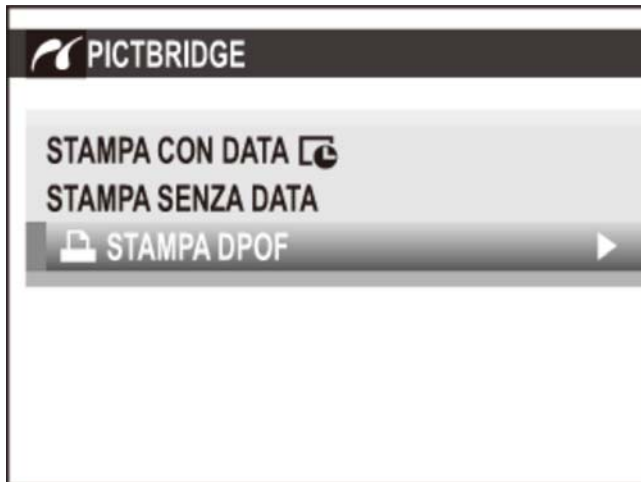 PICTBRIDGE
STAMPA CON DATA
STAMPA SENZA DATA
STAMPA DPOF